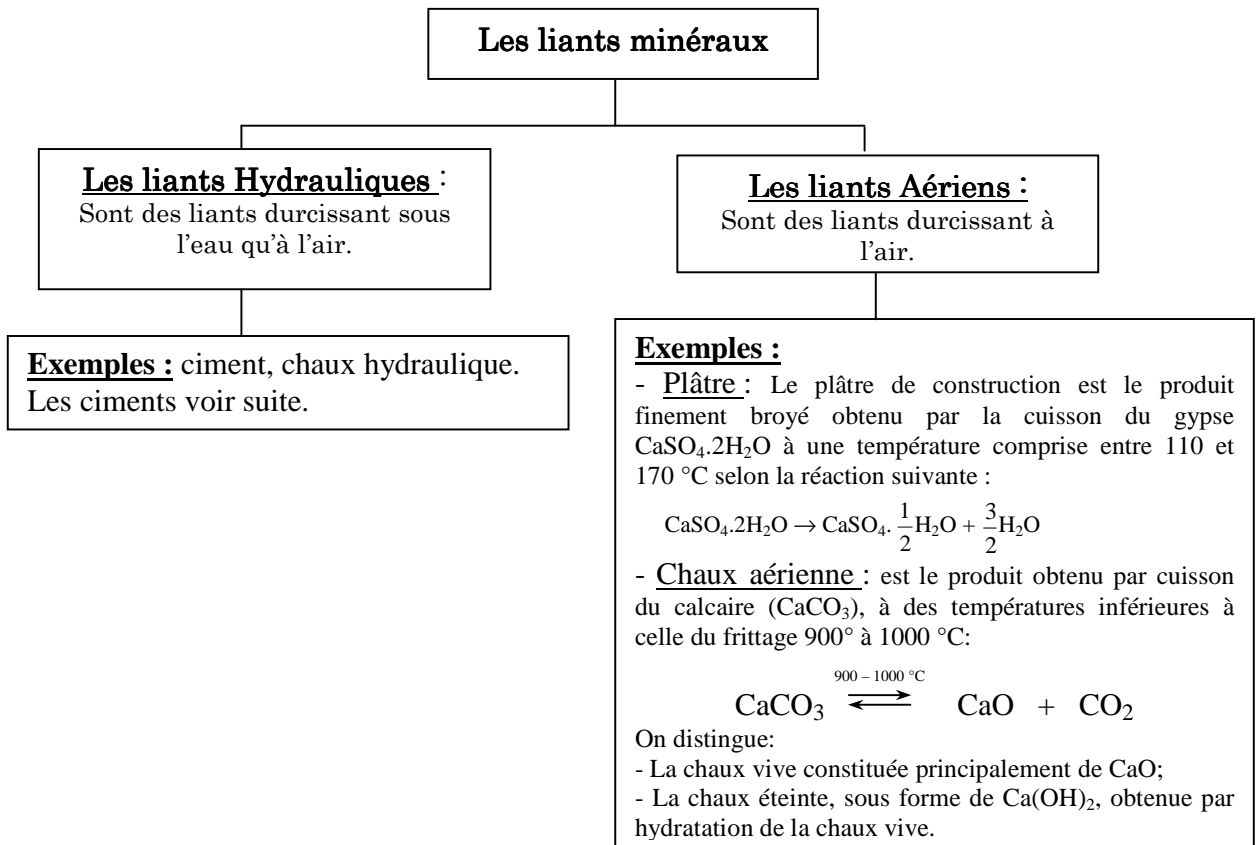 Les liants minéraux
Les liants Hydrauliques :
Sont des liants durcissant sous
l'eau qu'à l'air.
Les liants Aériens :
Sont des liants durcissant à
l'air.
Exemples : ciment, chaux hydraulique.
Les ciments voir suite.
Exemples :
- Plâtre : Le plâtre de construction est le produit
finement broyé obtenu par la cuisson du gypse
CaSO₄.2H₂O à une température comprise entre 110 et
170 °C selon la réaction suivante :
CaSO₄.2H₂O → CaSO₄. 1/2 H₂O + 3/2 H₂O
- Chaux aérienne : est le produit obtenu par cuisson
du calcaire (CaCO₃), à des températures inférieures à
celle du frittage 900° à 1000 °C:
900 – 1000 °C
CaCO₃ ⇌ CaO + CO₂
On distingue:
- La chaux vive constituée principalement de CaO;
- La chaux éteinte, sous forme de Ca(OH)₂, obtenue par
hydratation de la chaux vive.